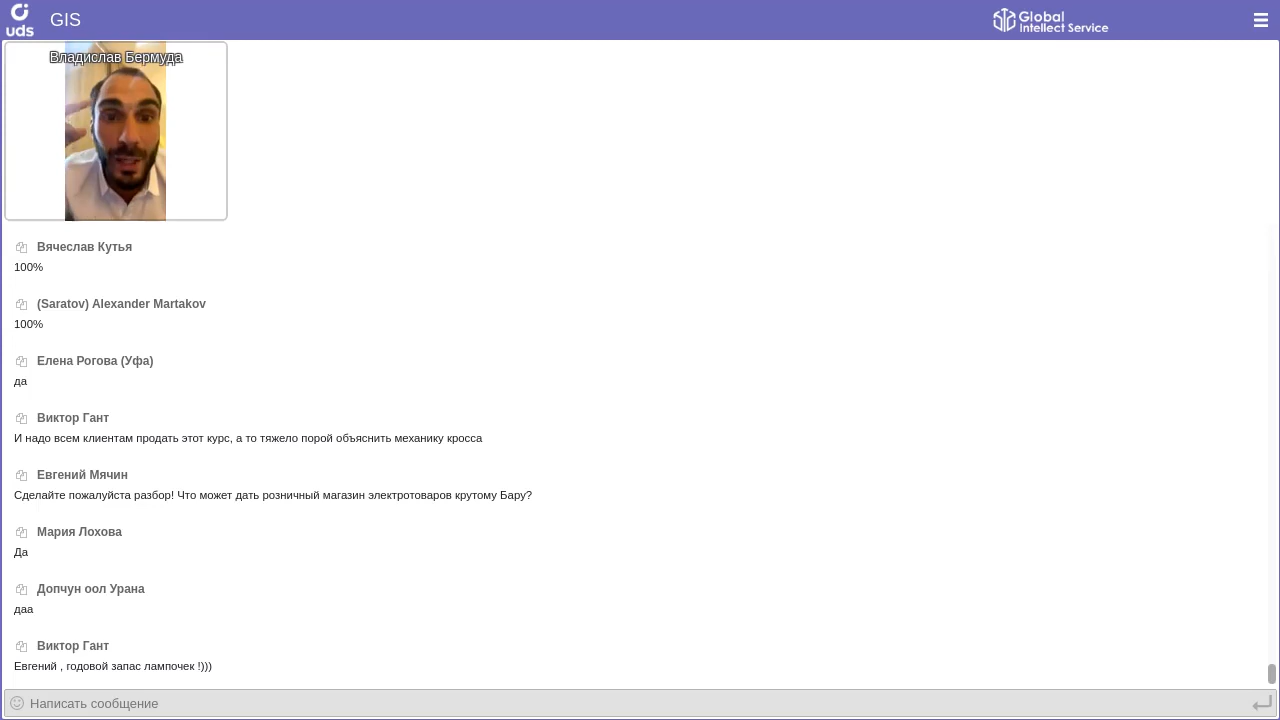 uds
GIS
Global
Intellect Service
Владислав Бермуда
Вячеслав Кутья
100%
(Saratov) Alexander Martakov
100%
Елена Рогова (Уфа)
да
Виктор Гант
И надо всем клиентам продать этот курс, а то тяжело порой объяснить механику кросса
Евгений Мячин
Сделайте пожалуйста разбор! Что может дать розничный магазин электротоваров крутому Бару?
Мария Лохова
Да
Допчун оол Урана
даа
Виктор Гант
Евгений , годовой запас лампочек !)))
Написать сообщение